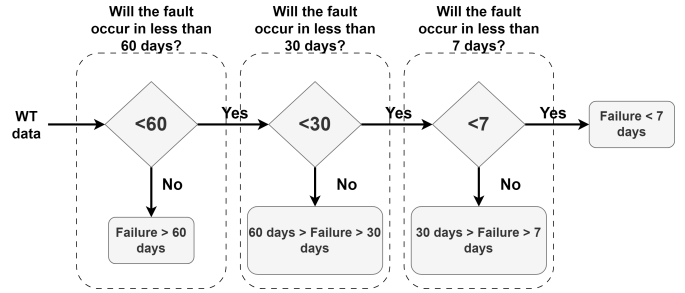 Will the fault
occur in less than
60 days?
Will the fault
occur in less than
30 days?
Will the fault
occur in less than
7 days?
WT
data
<60
Yes
<30
Yes
<7
Yes
Failure < 7
days
No
No
No
Failure > 60
days
60 days > Failure > 30
days
30 days > Failure > 7
days